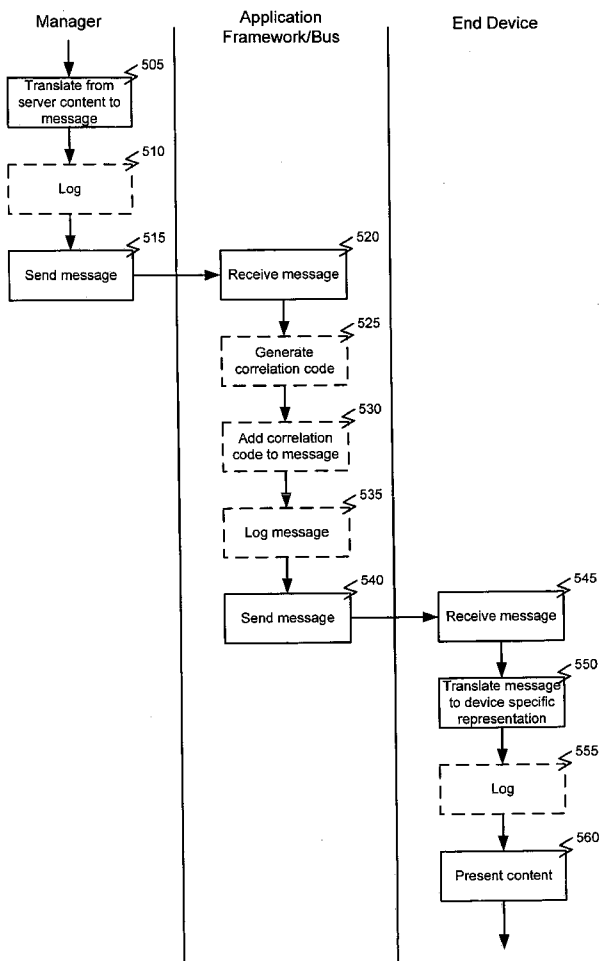 Manager
Application
Framework/Bus
End Device
505
Translate from
server content to
message
510
Log
515
Send message
520
Receive message
525
Generate
correlation code
530
Add correlation
code to message
535
Log message
540
Send message
545
Receive message
550
Translate message
to device specific
representation
555
Log
560
Present content